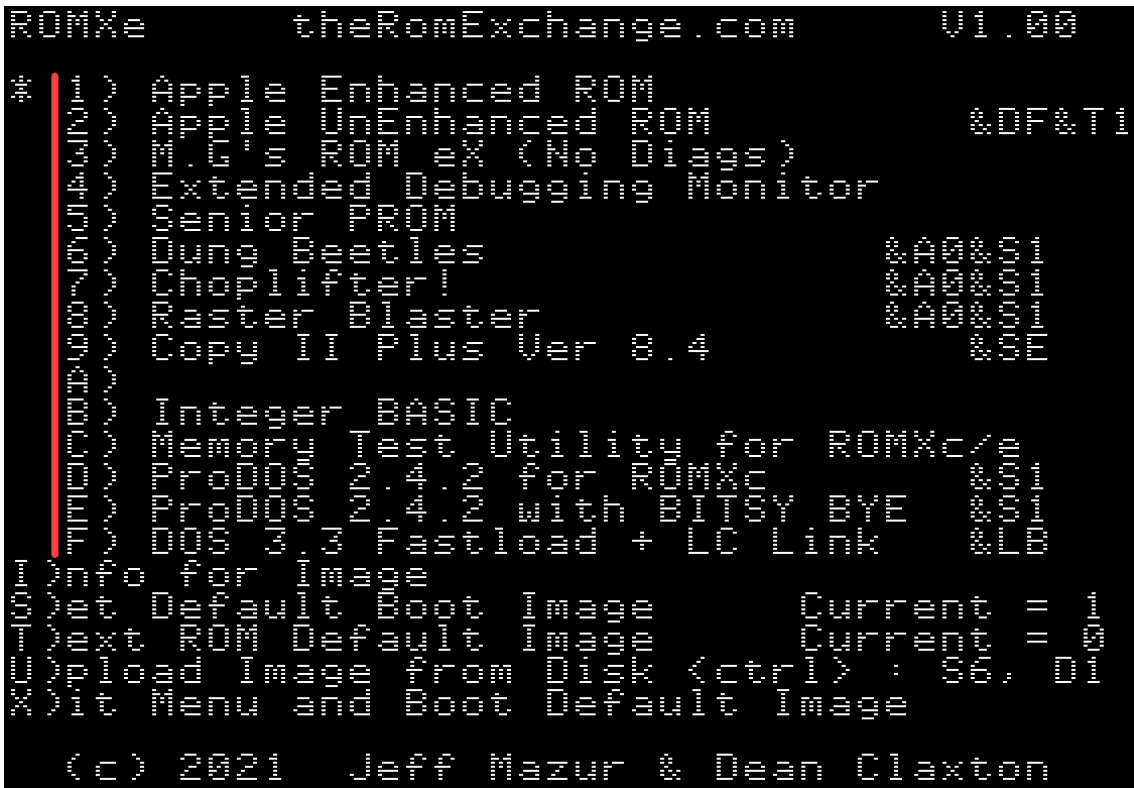 ROMXe theRomExchange.com V1.00
* 1) Apple Enhanced ROM
2) Apple UnEnhanced ROM &DF&T1
3) M.G's ROM eX (No Diags)
4) Extended Debugging Monitor
5) Senior PROM
6) Dung Beetles &A0&S1
7) Choplifter! &A0&S1
8) Raster Blaster &A0&S1
9) Copy II Plus Ver 8.4 &SE
A)
B) Integer BASIC
C) Memory Test Utility for ROMXc/e
D) ProDOS 2.4.2 for ROMXc &S1
E) ProDOS 2.4.2 with BITSY BYE &S1
F) DOS 3.3 Fastload + LC Link &LB
I)nfo for Image
S)et Default Boot Image Current = 1
T)ext ROM Default Image Current = 0
U)pload Image from Disk <ctrl> : S6, D1
X)it Menu and Boot Default Image
(c) 2021 Jeff Mazur & Dean Claxton